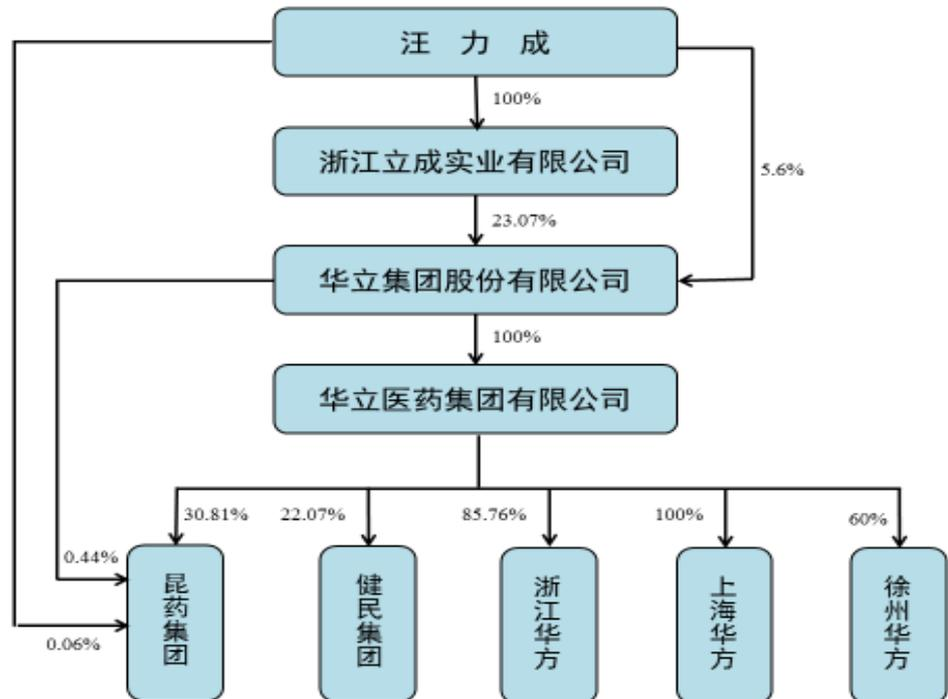 汪 力 成
100%
浙江立成实业有限公司
5.6%
23.07%
华立集团股份有限公司
100%
华立医药集团有限公司
30.81%
22.07%
85.76%
100%
60%
0.44%
0.06%
昆药集团
健民集团
浙江华方
上海华方
徐州华方